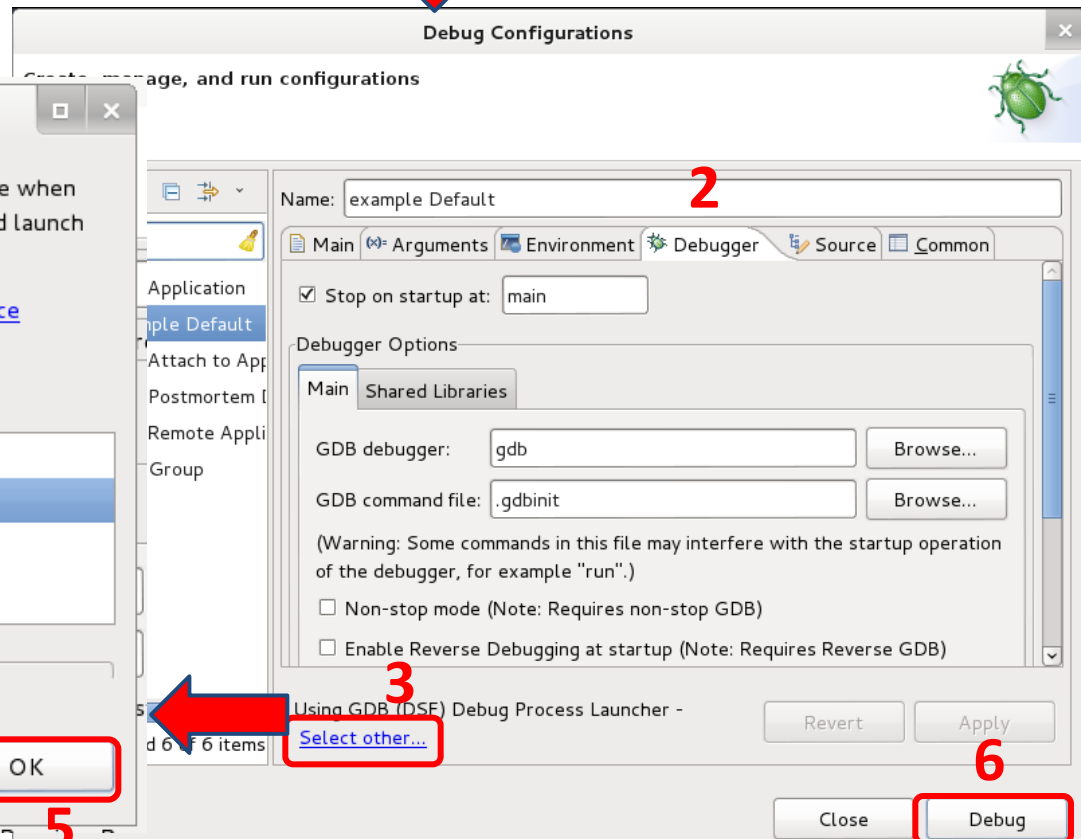 Debug Configurations
manage, and run configurations
when
launch
Name: example Default
2
Main (x)= Arguments Environment Debugger Source Common
Application
Default
Attach to
Postmortem
Remote
Group
Stop on startup at: main
Debugger Options
Main Shared Libraries
GDB debugger: gdb Browse...
GDB command file: .gdbinit Browse...
(Warning: Some commands in this file may interfere with the startup operation
of the debugger, for example "run".)
Non-stop mode (Note: Requires non-stop GDB)
Enable Reverse Debugging at startup (Note: Requires Reverse GDB)
3
Using GDB (DSF) Debug Process Launcher -
Select other...
Revert Apply
6 of 6 items
OK
5
6
Close Debug